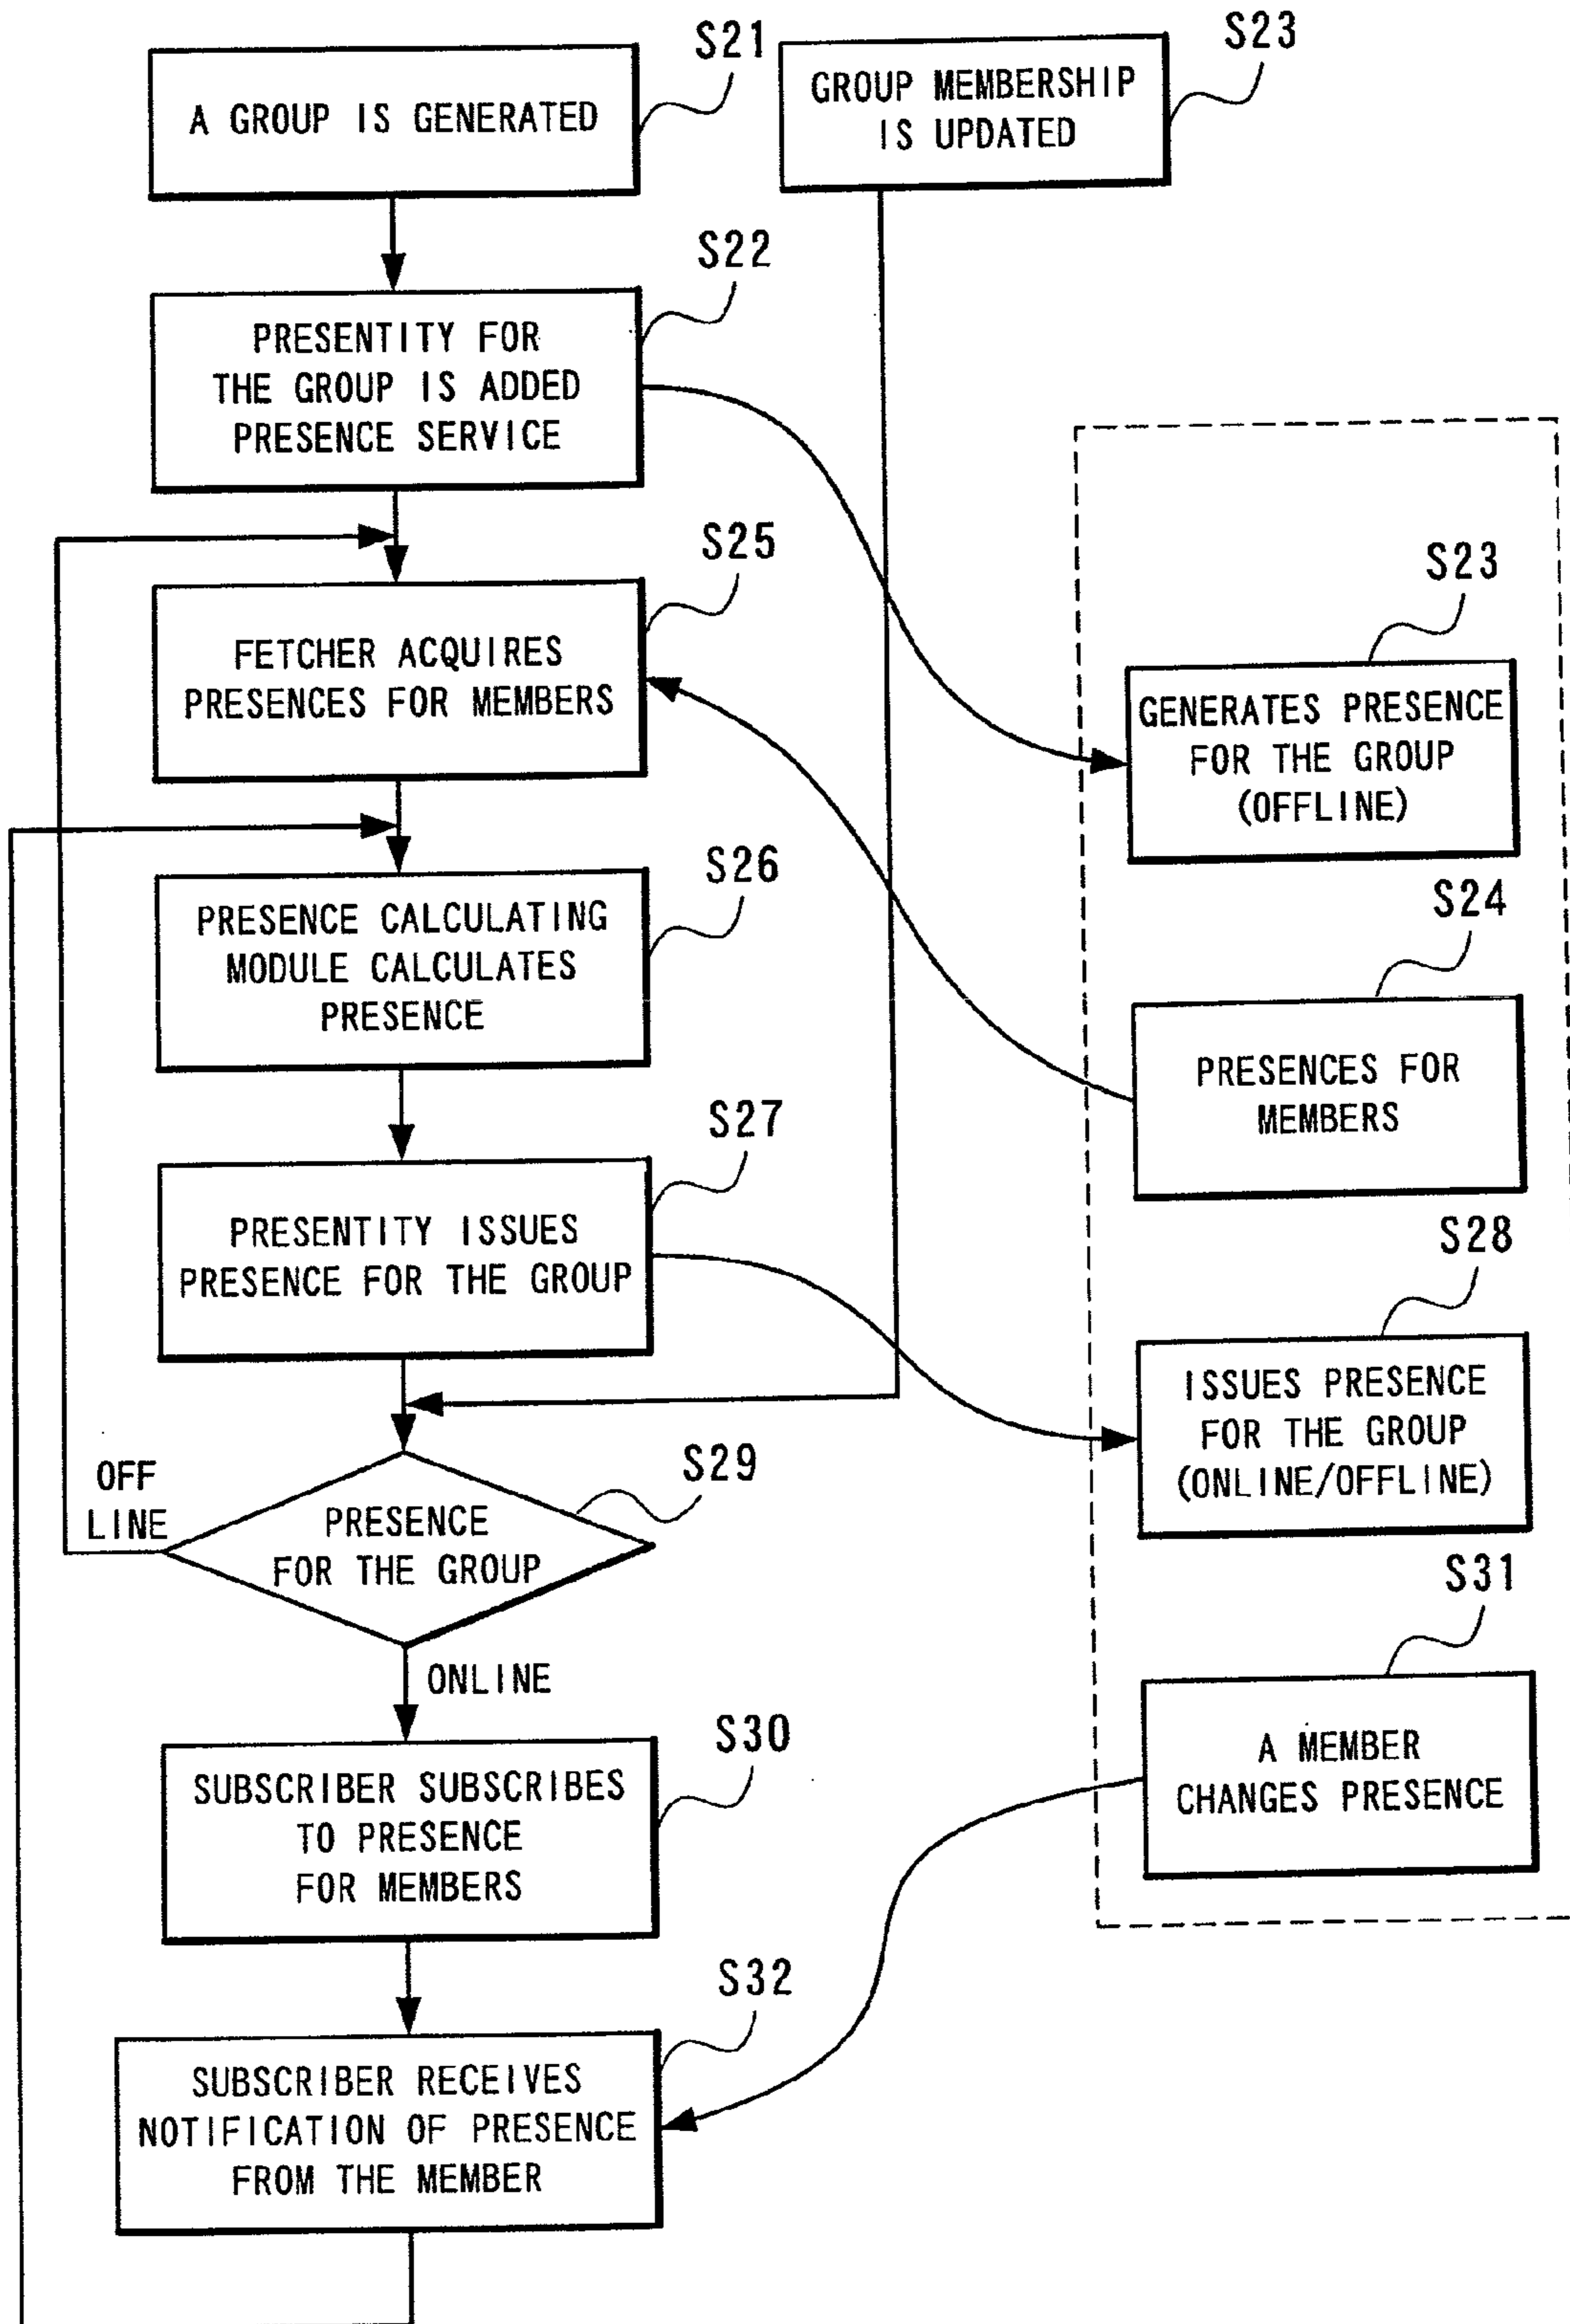 S21
A GROUP IS GENERATED
S23
GROUP MEMBERSHIP
IS UPDATED
S22
PRESENTITY FOR
THE GROUP IS ADDED
PRESENCE SERVICE
S25
FETCHER ACQUIRES
PRESENCES FOR MEMBERS
S23
GENERATES PRESENCE
FOR THE GROUP
(OFFLINE)
S26
PRESENCE CALCULATING
MODULE CALCULATES
PRESENCE
S24
PRESENCES FOR
MEMBERS
S27
PRESENTITY ISSUES
PRESENCE FOR THE GROUP
S28
ISSUES PRESENCE
FOR THE GROUP
(ONLINE/OFFLINE)
OFF
LINE
S29
PRESENCE
FOR THE GROUP
ONLINE
S31
A MEMBER
CHANGES PRESENCE
S30
SUBSCRIBER SUBSCRIBES
TO PRESENCE
FOR MEMBERS
S32
SUBSCRIBER RECEIVES
NOTIFICATION OF PRESENCE
FROM THE MEMBER